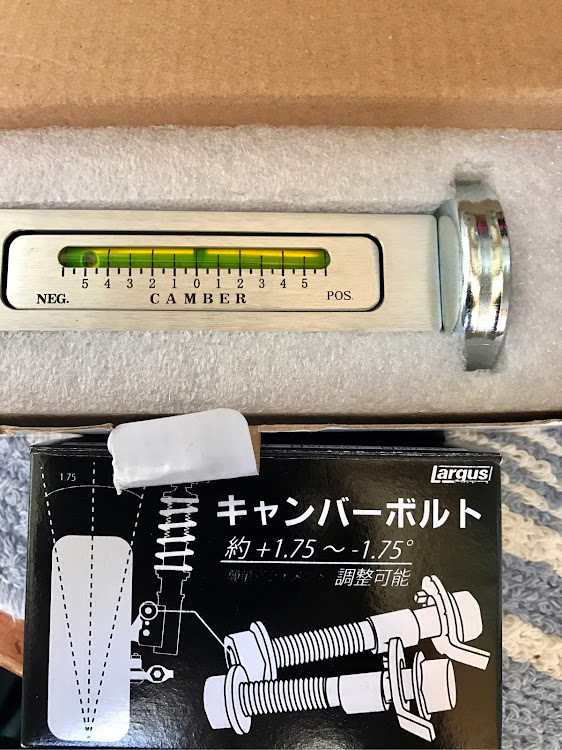 5 4 3 2 1 0 1 2 3 4 5
NEG. CAMBER POS.
Largus
1.75
キャンバーボルト
約+1.75～-1.75°
調整可能